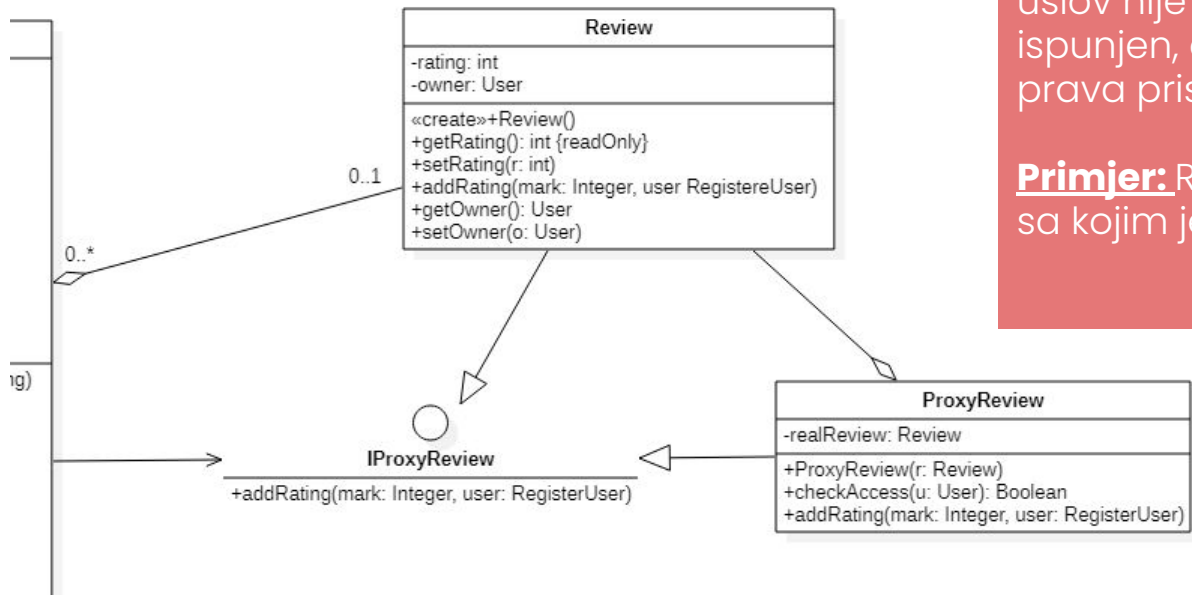 Review
-rating: int
-owner: User
«create»+Review()
+getRating(): int {readOnly}
+setRating(r: int)
+addRating(mark: Integer, user RegistereUser)
+getOwner(): User
+setOwner(o: User)
0..1
0..*
uslov nije
ispunjen,
prava
Primjer:
sa kojim
IProxyReview
+addRating(mark: Integer, user: RegisterUser)
ProxyReview
-realReview: Review
+ProxyReview(r: Review)
+checkAccess(u: User): Boolean
+addRating(mark: Integer, user: RegisterUser)